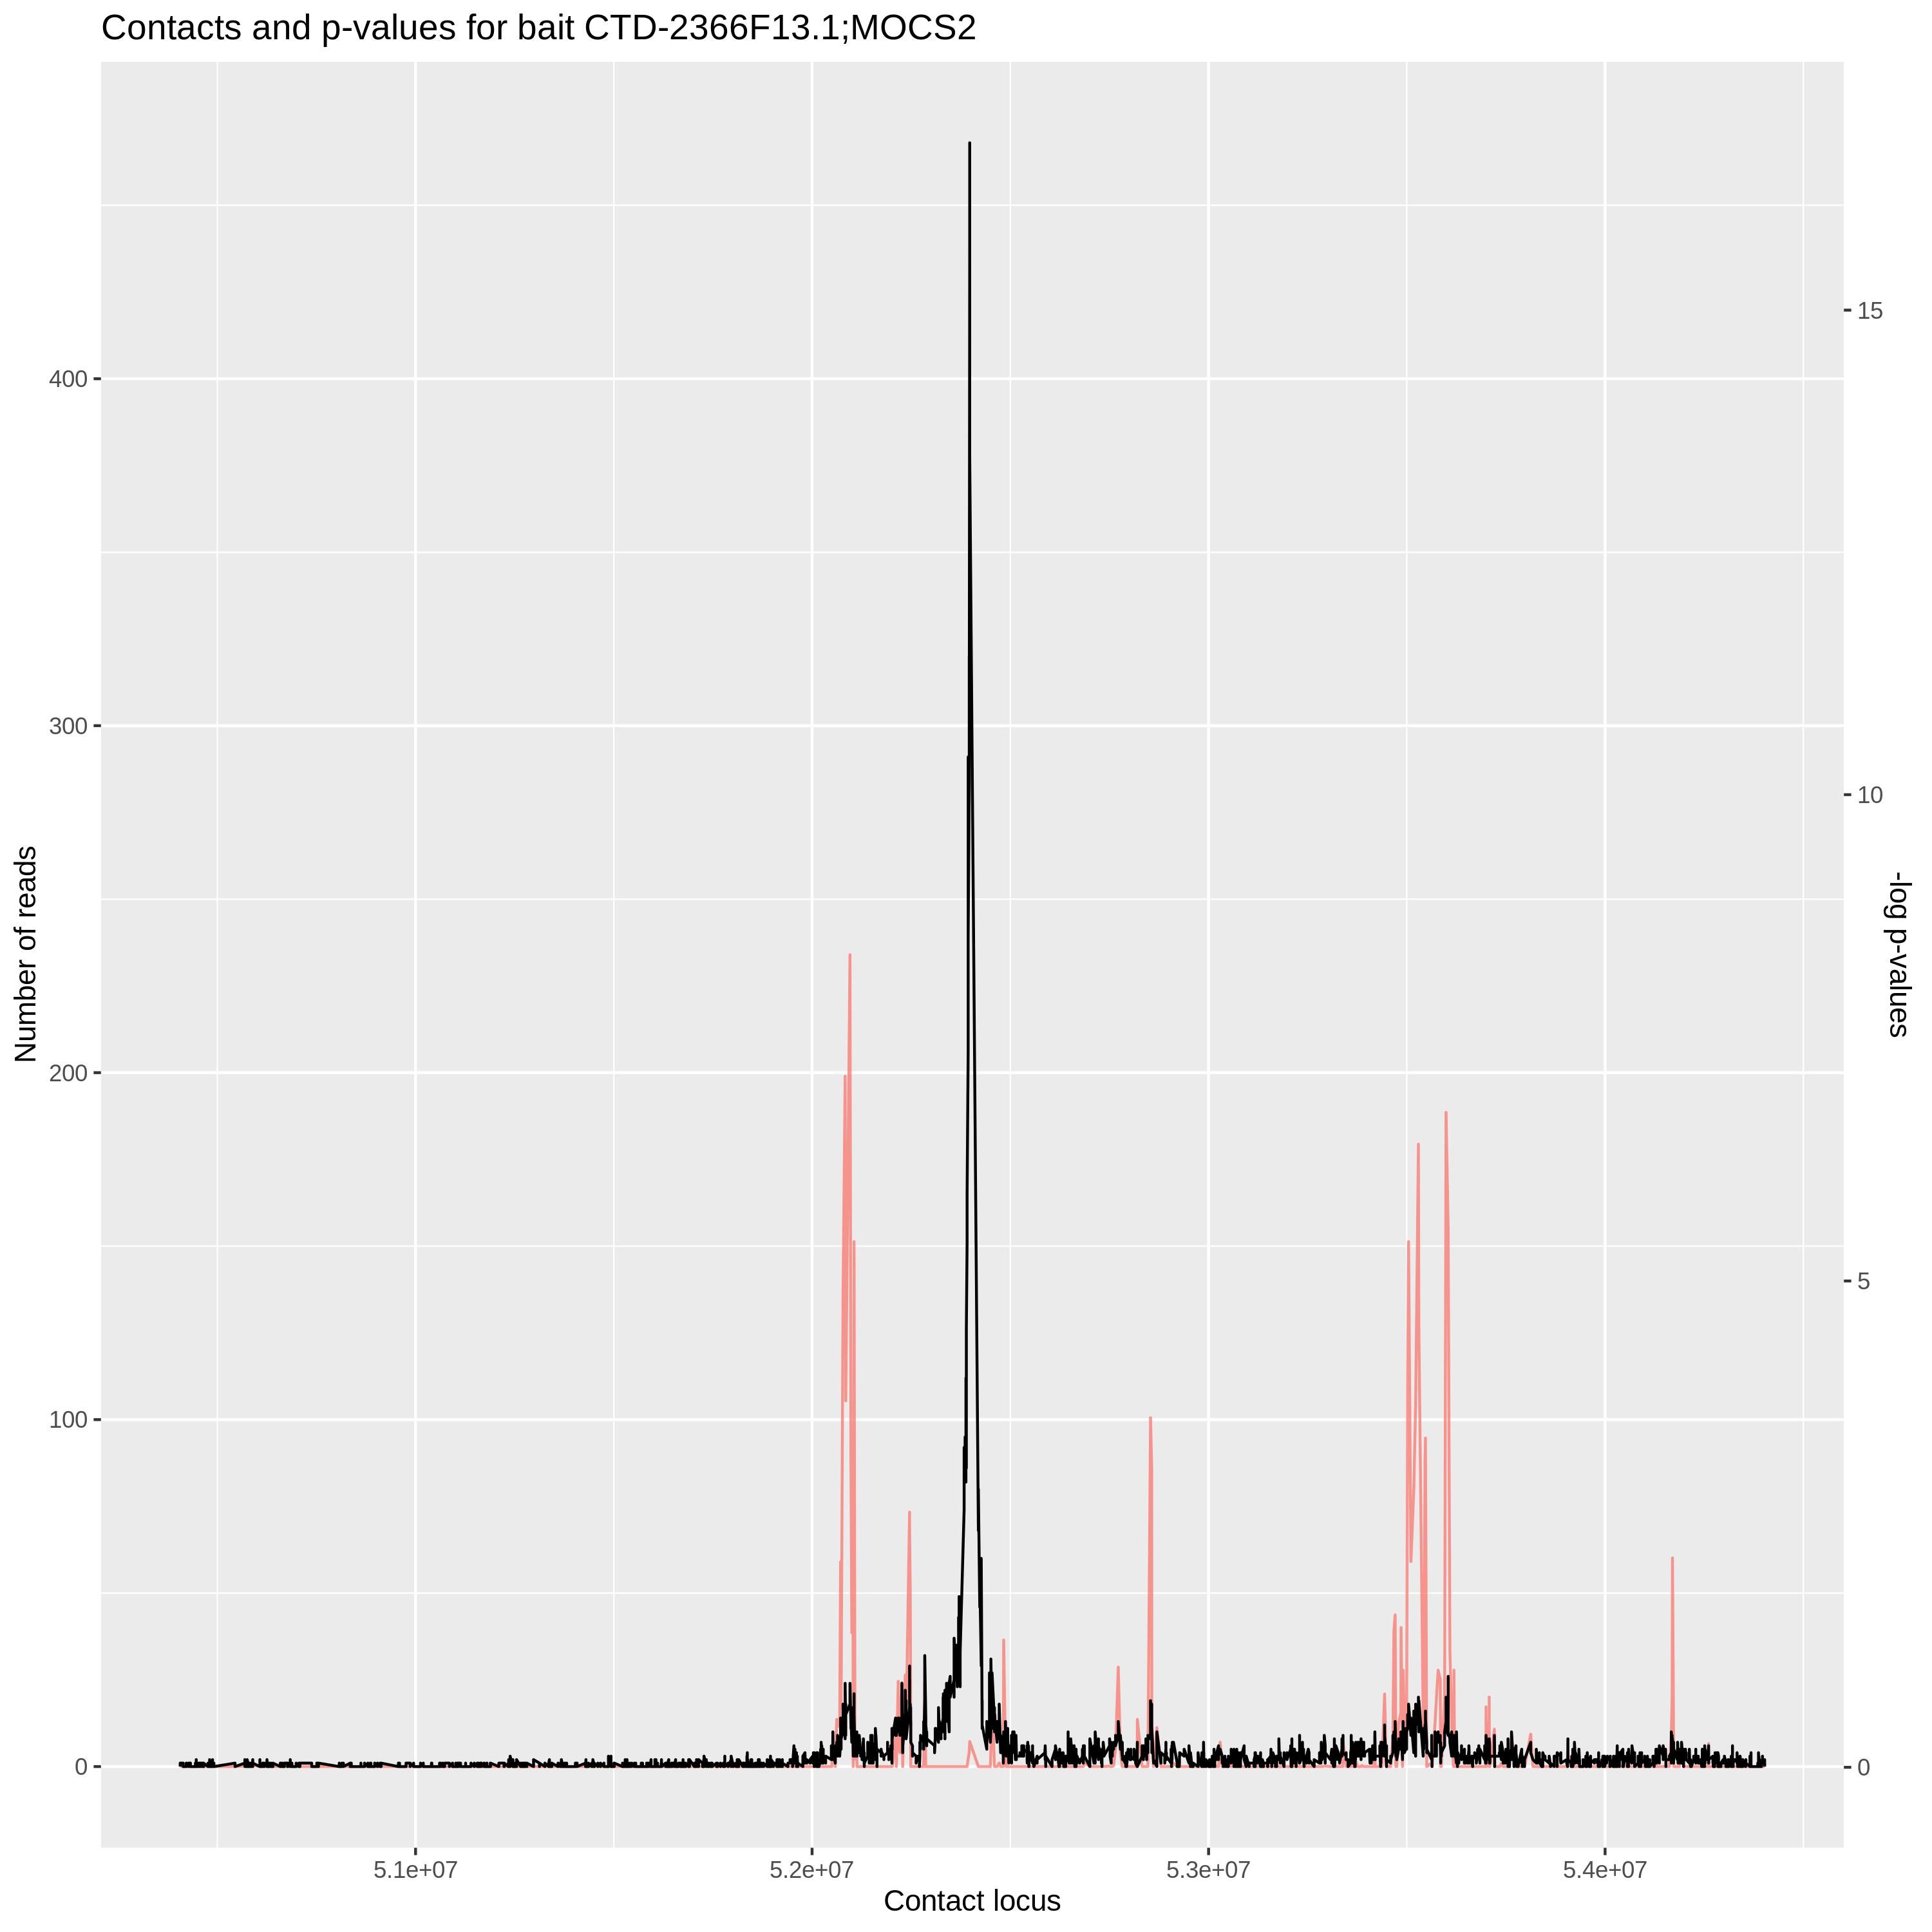 Contacts and p-values for bait CTD-2366F13.1;MOCS2
Number of reads
400
300
200
100
0
15
10
5
0
-log p-values
5.1e+07
5.2e+07
5.3e+07
5.4e+07
Contact locus